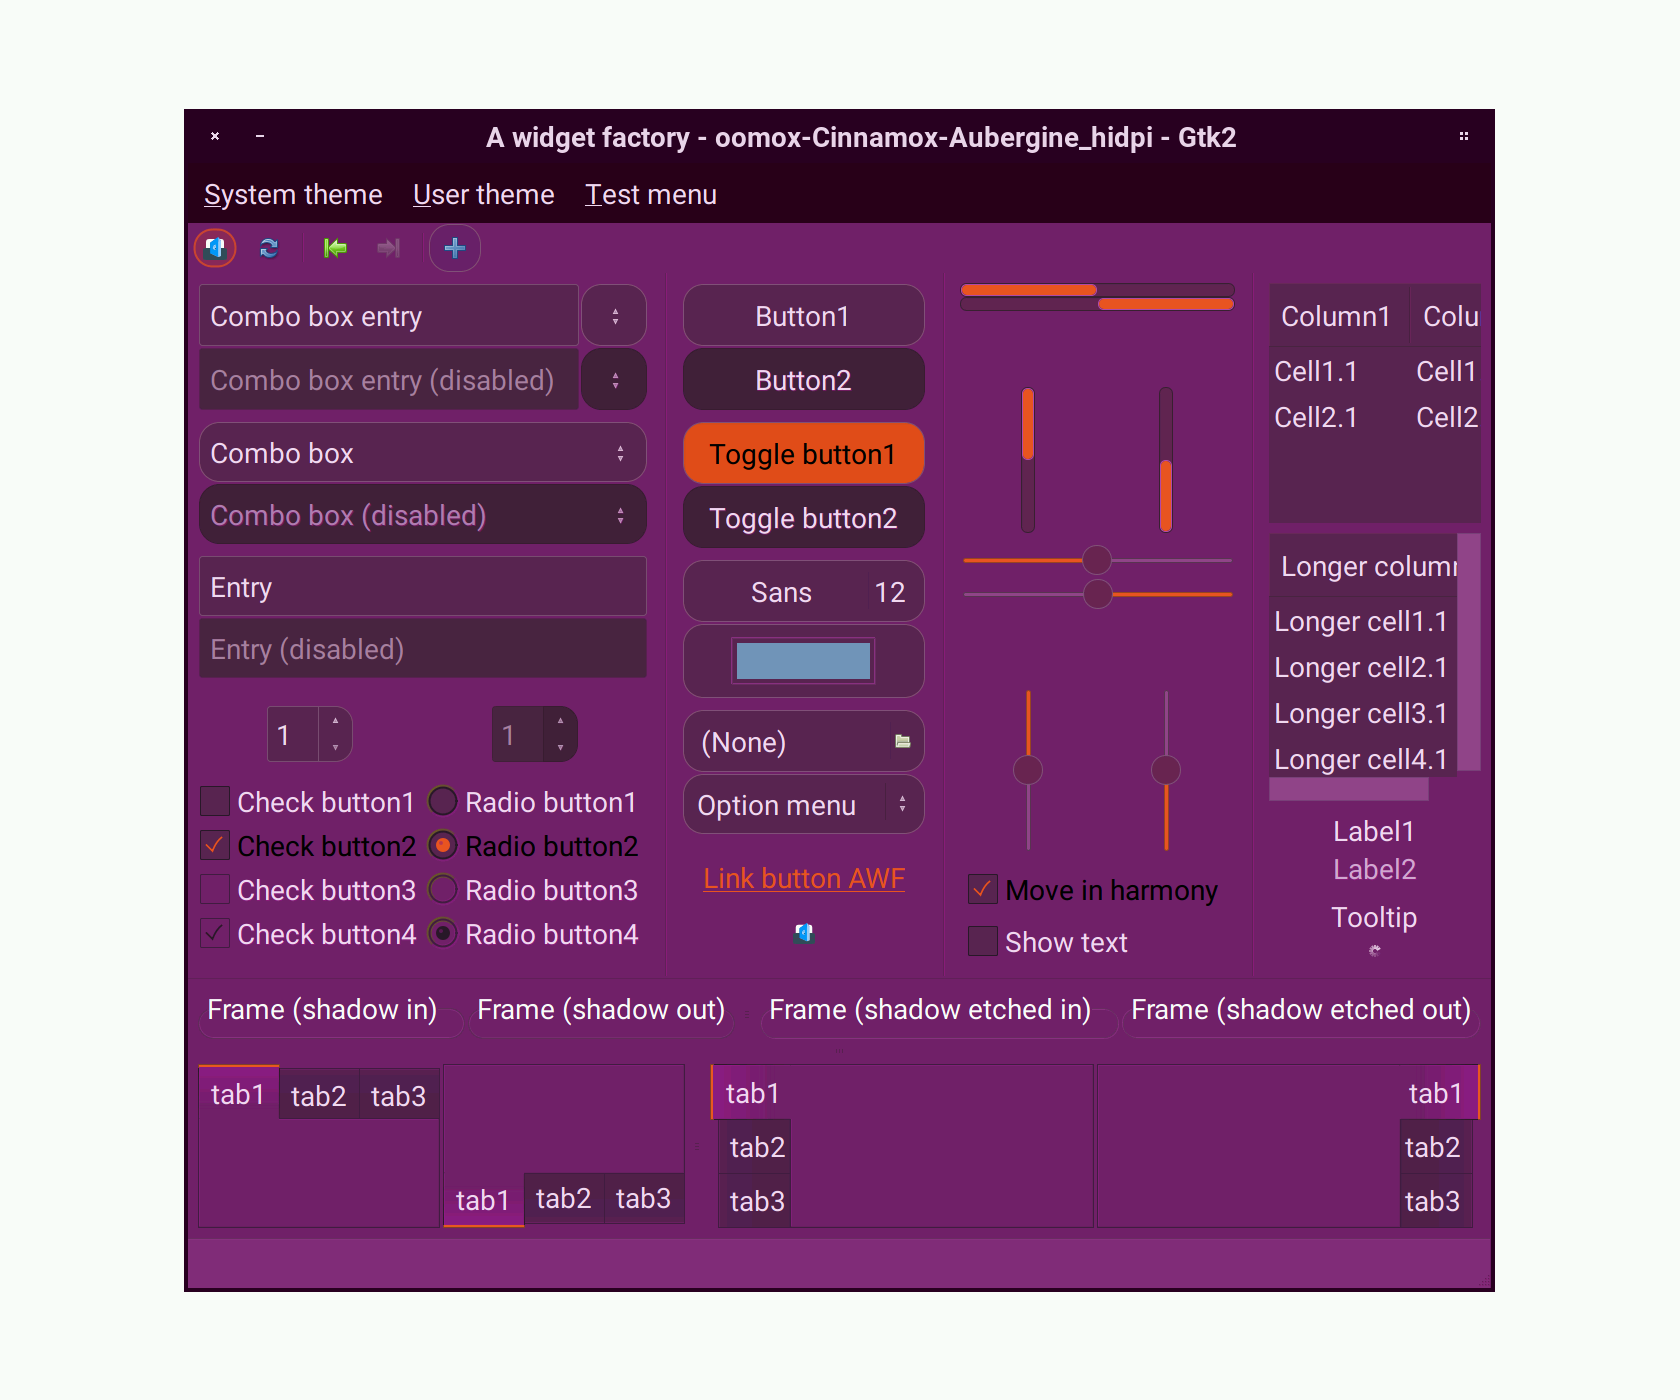 A widget factory - oomox-Cinnamox-Aubergine_hidpi - Gtk2
System theme User theme Test menu
Combo box entry
Combo box entry (disabled)
Combo box
Combo box (disabled)
Entry
Entry (disabled)
1 1
Check button1 Radio button1
Check button2 Radio button2
Check button3 Radio button3
Check button4 Radio button4
Button1
Button2
Toggle button1
Toggle button2
Sans 12
(None)
Option menu
Link button AWF
Move in harmony
Show text
Column1 Colu
Cell1.1 Cell1
Cell2.1 Cell2
Longer colum
Longer cell1.1
Longer cell2.1
Longer cell3.1
Longer cell4.1
Label1
Label2
Tooltip
Frame (shadow in) Frame (shadow out) Frame (shadow etched in) Frame (shadow etched out)
tab1 tab2 tab3
tab1 tab2 tab3
tab1
tab2
tab3
tab1
tab2
tab3